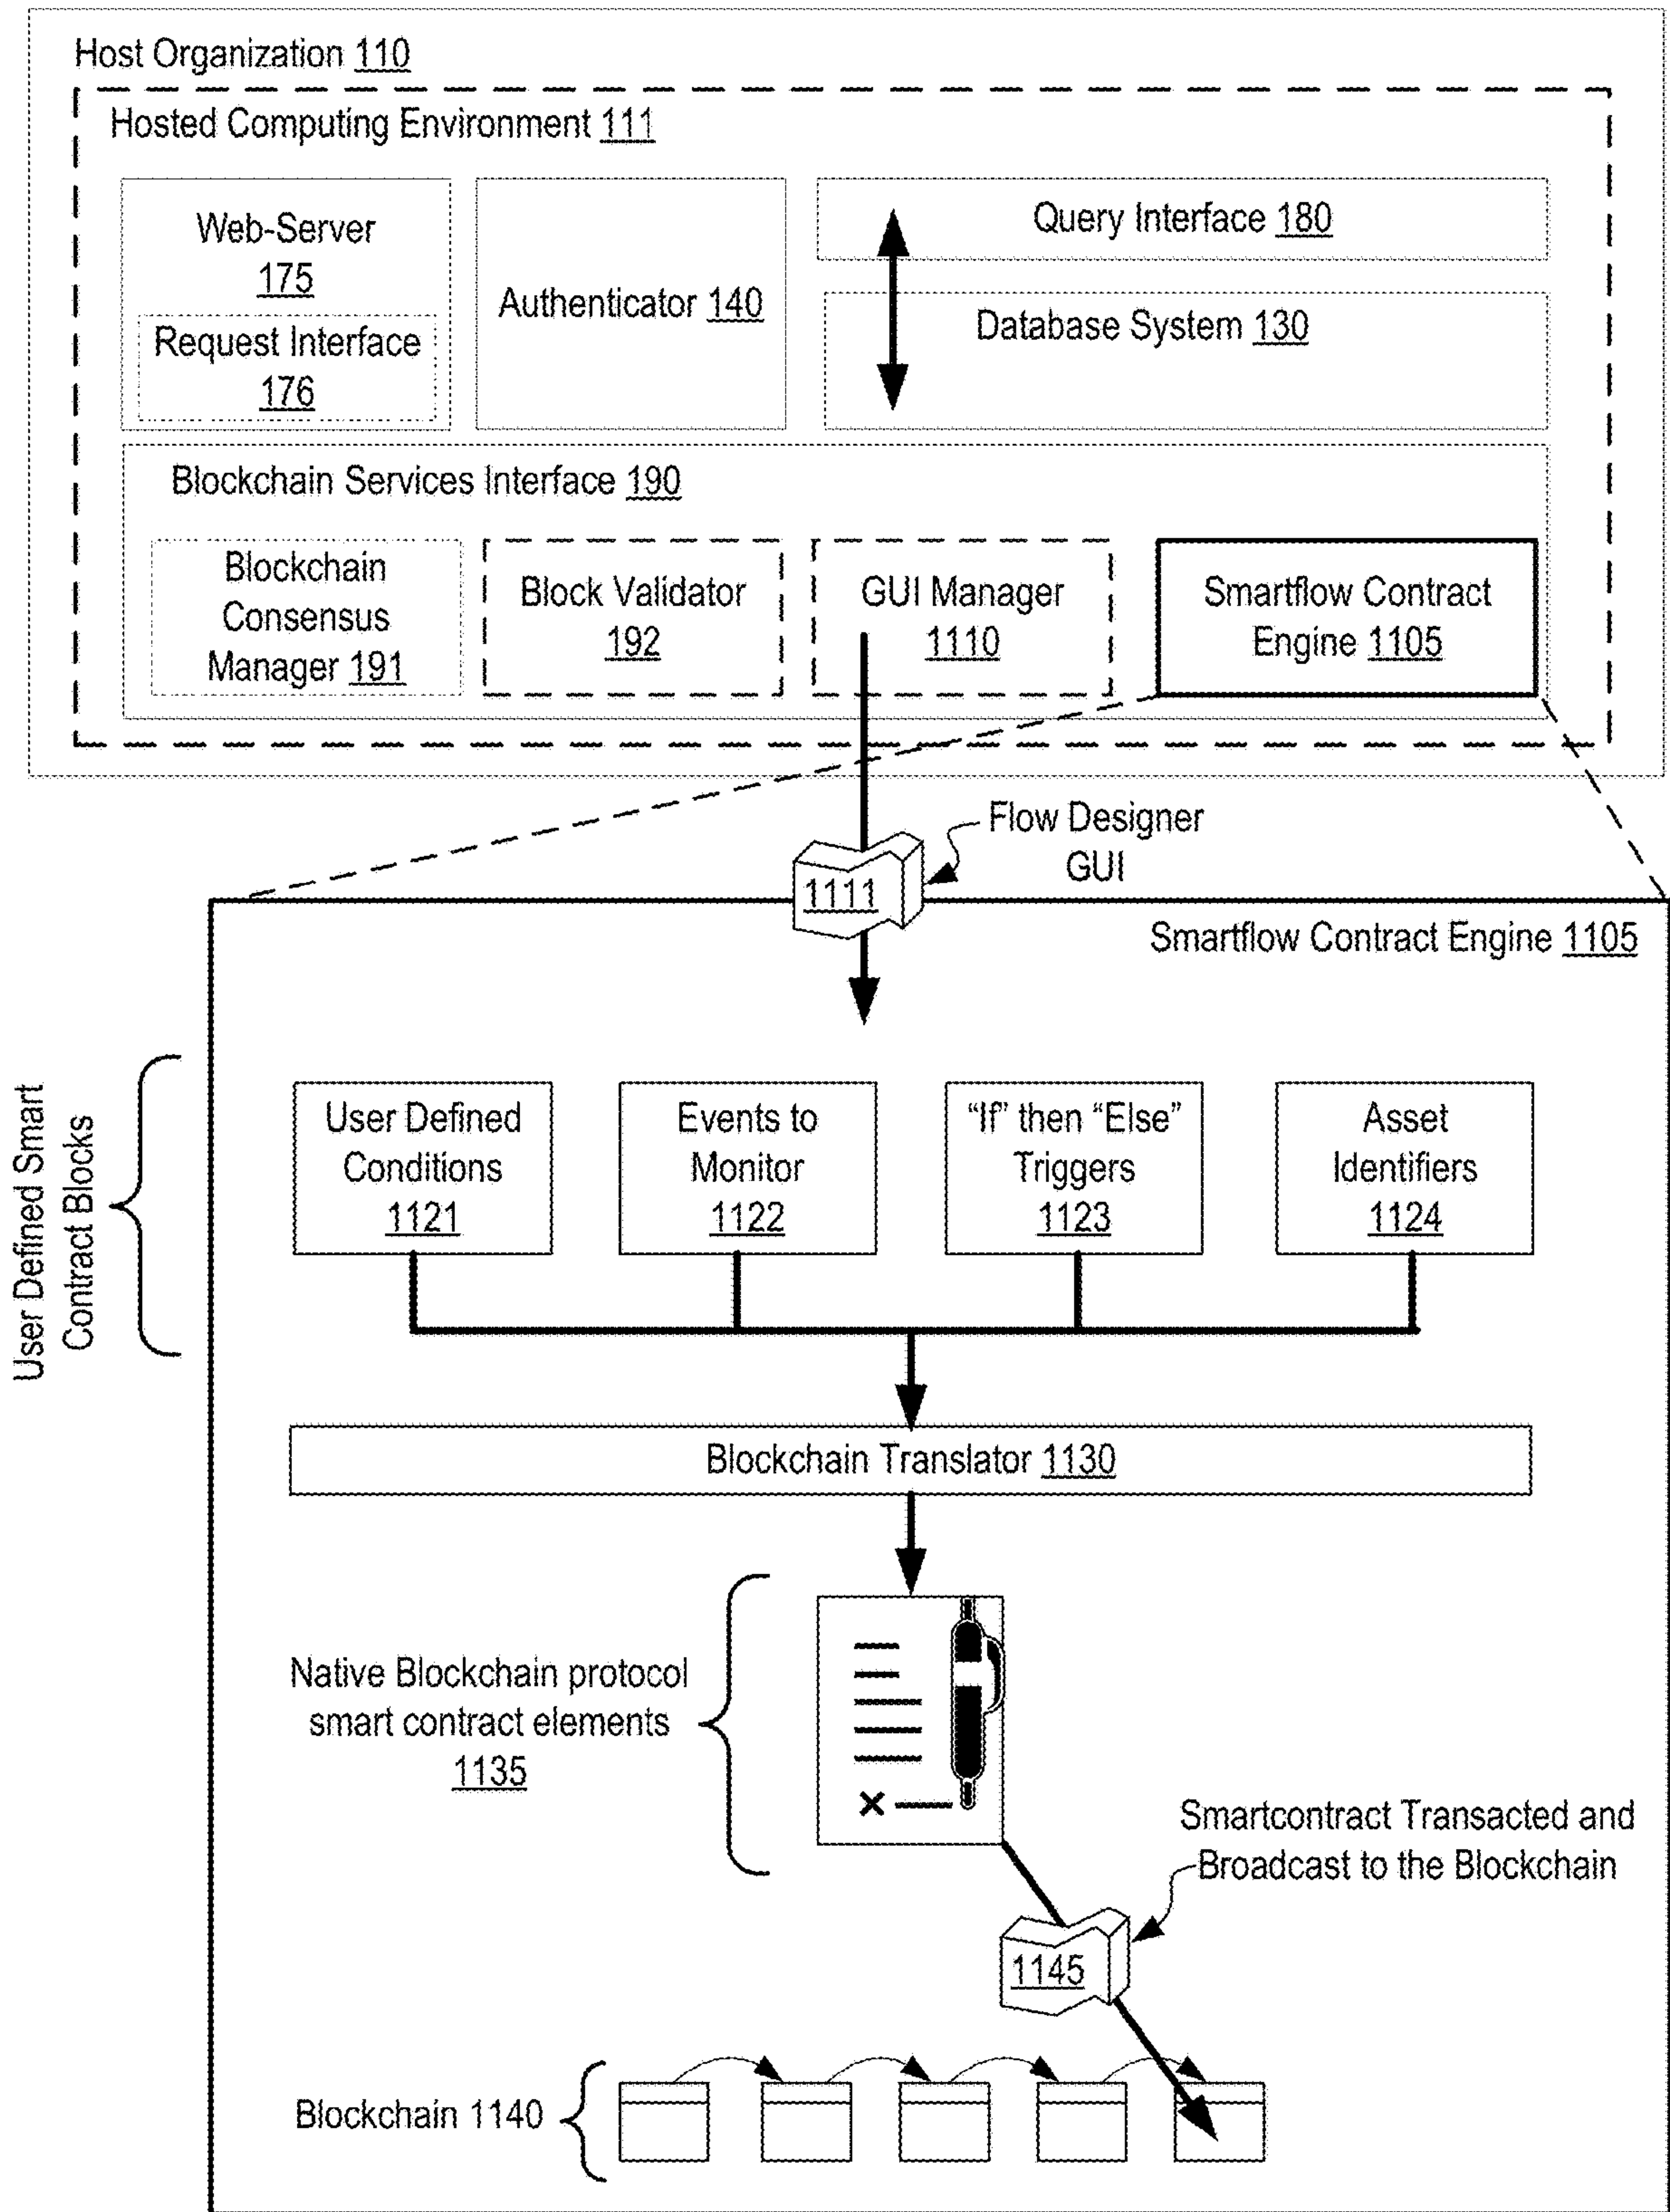 Host Organization 110
Hosted Computing Environment 111
Web-Server
175
Request Interface
176
Authenticator 140
Query Interface 180
Database System 130
Blockchain Services Interface 190
Blockchain
Consensus
Manager 191
Block Validator
192
GUI Manager
1110
Smartflow Contract
Engine 1105
Flow Designer
GUI
1111
Smartflow Contract Engine 1105
User Defined Smart
Contract Blocks
User Defined
Conditions
1121
Events to
Monitor
1122
“If” then “Else”
Triggers
1123
Asset
Identifiers
1124
Blockchain Translator 1130
Native Blockchain protocol
smart contract elements
1135
Smartcontract Transacted and
Broadcast to the Blockchain
1145
Blockchain 1140